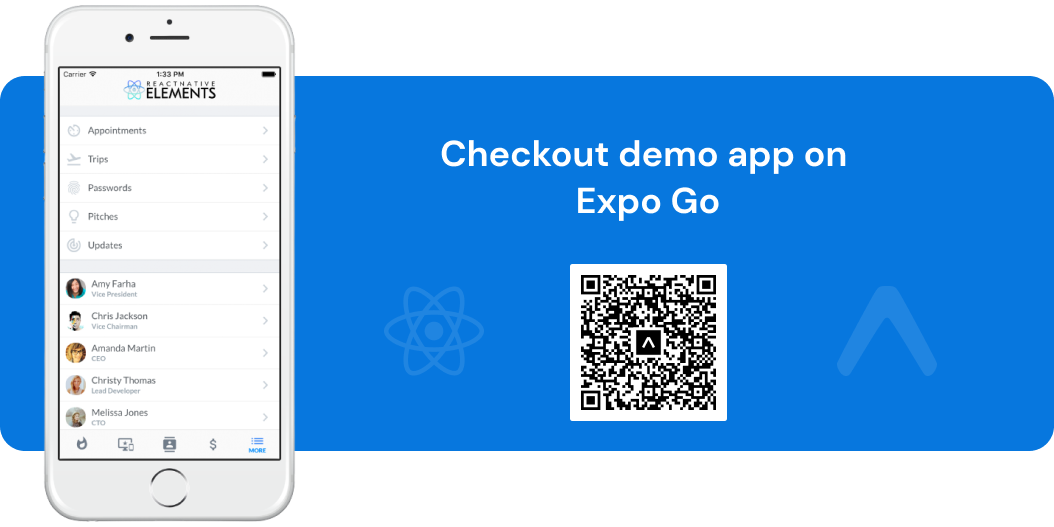 Carrier
1:33 PM
REACTNATIVE
ELEMENTS
Appointments
Trips
Passwords
Pitches
Updates
Amy Farha
Vice President
Chris Jackson
Vice Chairman
Amanda Martin
CEO
Christy Thomas
Lead Developer
Melissa Jones
CTO
MORE
Checkout demo app on
Expo Go